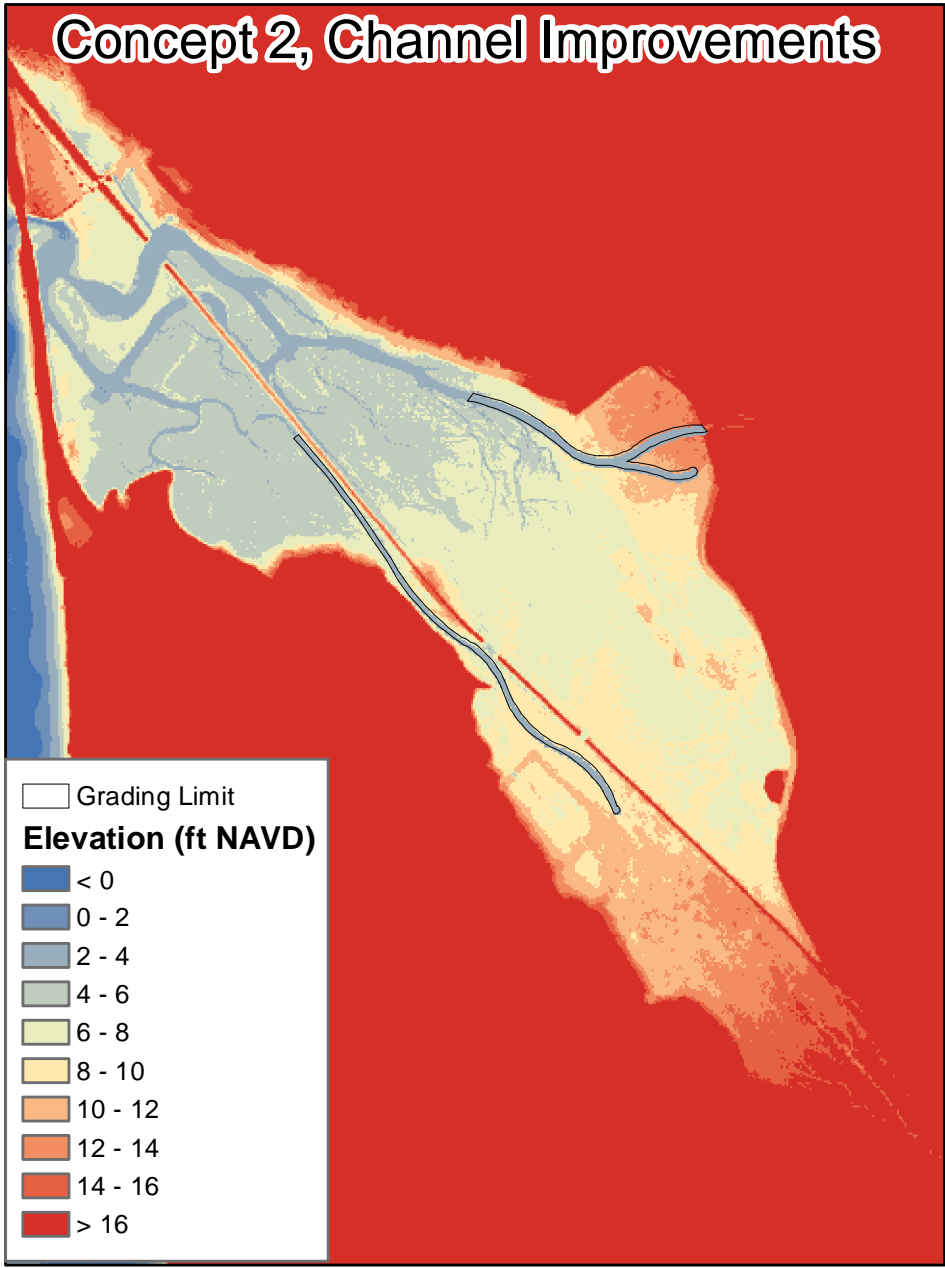 Concept 2, Channel Improvements
Grading Limit
Elevation (ft NAVD)
< 0
0 - 2
2 - 4
4 - 6
6 - 8
8 - 10
10 - 12
12 - 14
14 - 16
> 16